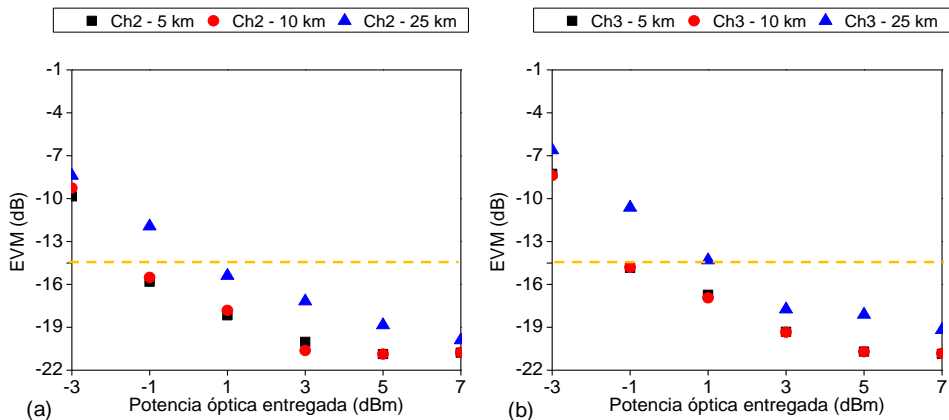 Ch2 - 5 km Ch2 - 10 km Ch2 - 25 km
-1
-4
-7
-10
-13
-16
-19
-22
EVM (dB)
-3 -1 1 3 5 7
Potencia óptica entregada (dBm)
(a)
Ch3 - 5 km Ch3 - 10 km Ch3 - 25 km
-1
-4
-7
-10
-13
-16
-19
-22
EVM (dB)
-3 -1 1 3 5 7
Potencia óptica entregada (dBm)
(b)